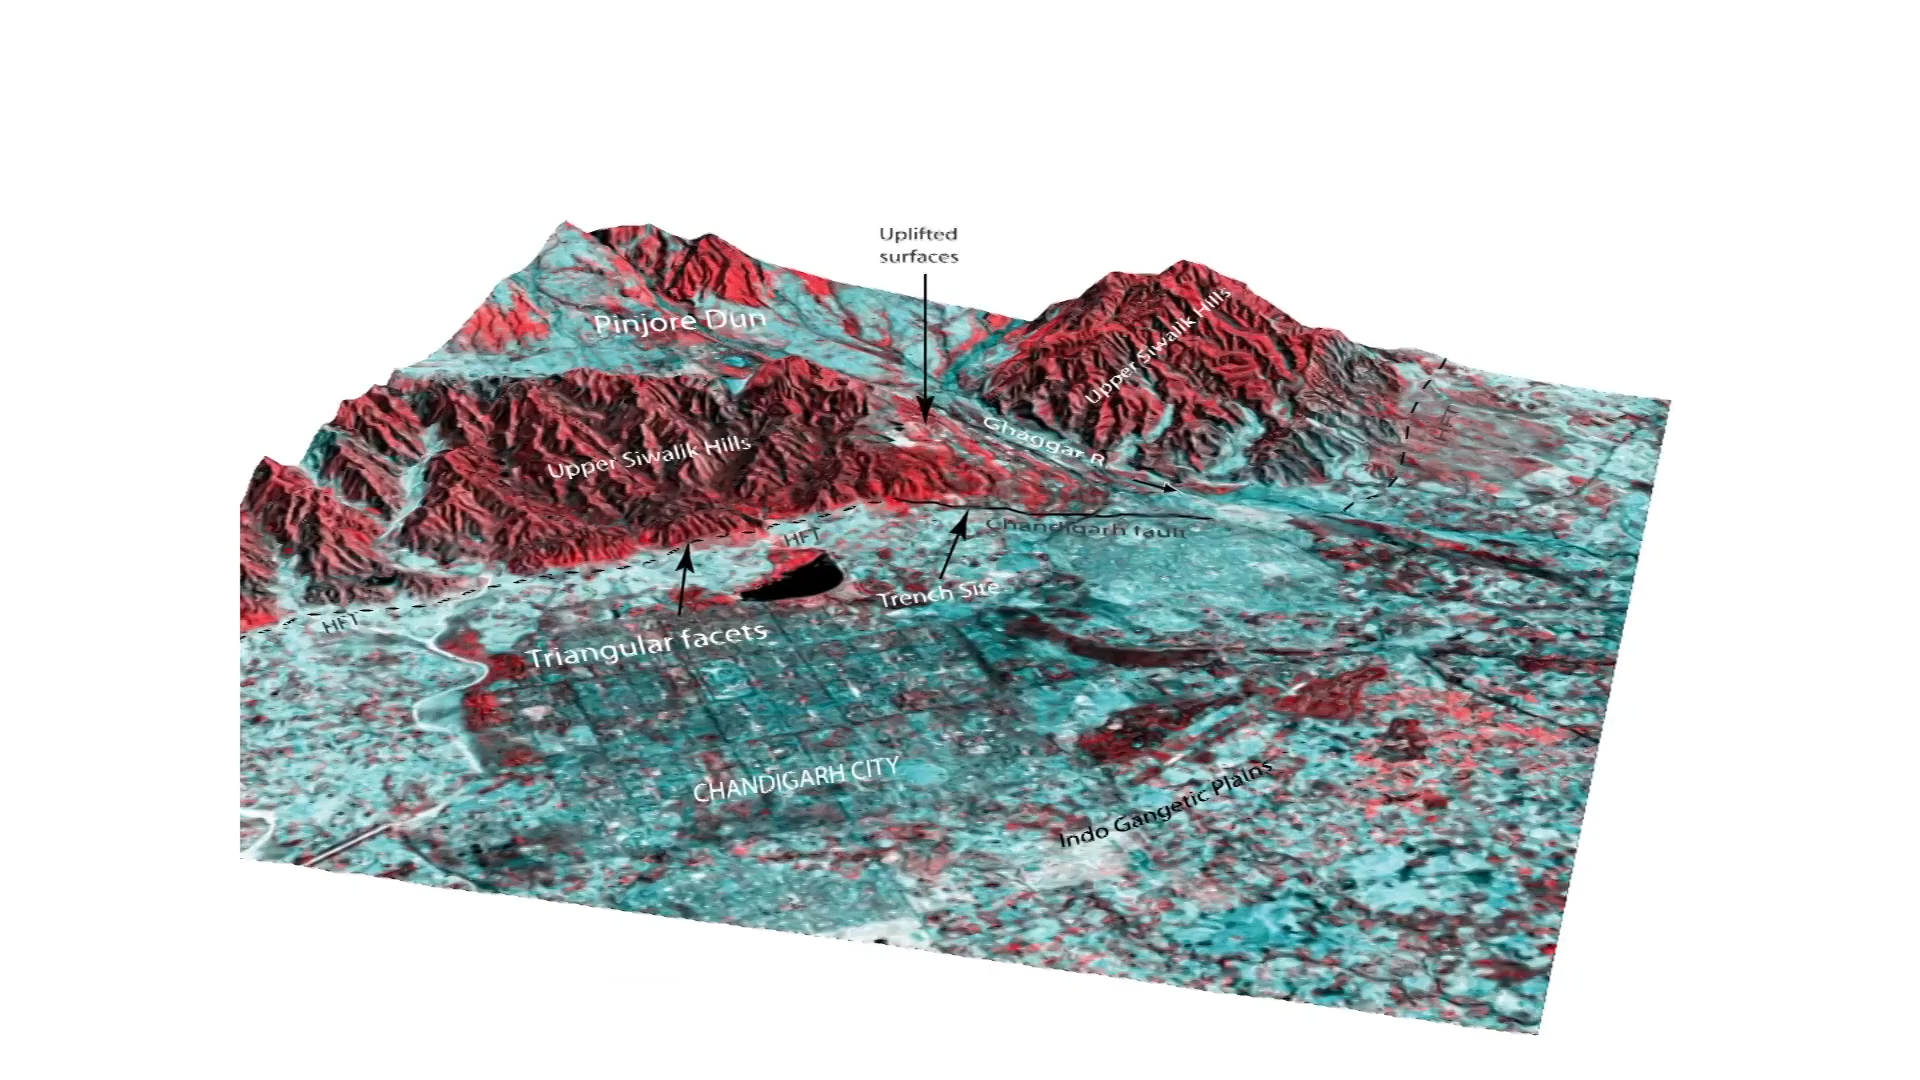 Uplifted
surfaces
Pinjore Dun
Upper Siwalik Hills
Upper Siwalik Hills
Ghaggar R
HFT
Chandigarh fault
HFT
Trench Site
HFT
Triangular facets
CHANDIGARH CITY
Indo Gangetic Plains